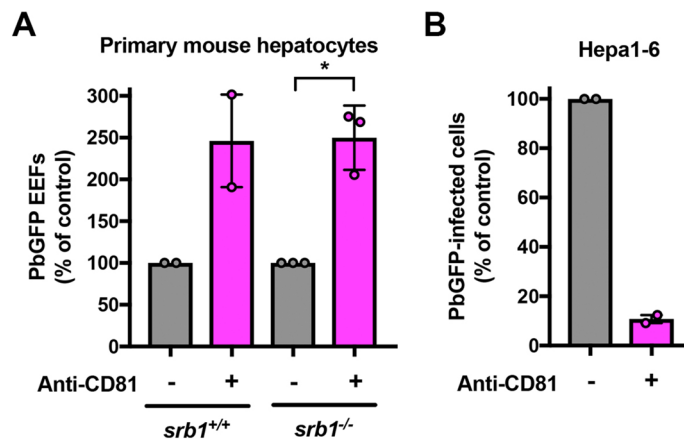 A
Primary mouse hepatocytes
*
PbGFP EEFs
(% of control)
300
250
200
150
100
50
0
Anti-CD81 - + - +
srb1+/+ srb1-/-
B
Hepa1-6
PbGFP-infected cells
(% of control)
100
80
60
40
20
0
Anti-CD81 - +